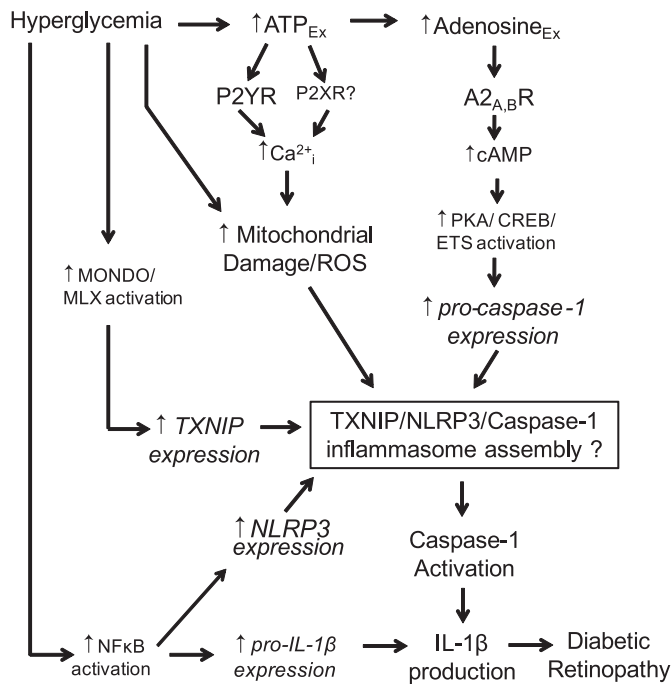 Hyperglycemia
↑ATPEx
↑AdenosineEx
P2YR
P2XR?
A2A,BR
↑Ca2+i
↑cAMP
↑PKA/ CREB/
ETS activation
↑ Mitochondrial
Damage/ROS
↑MONDO/
MLX activation
↑pro-caspase-1
expression
↑ TXNIP
expression
TXNIP/NLRP3/Caspase-1
inflammasome assembly ?
↑NLRP3
expression
Caspase-1
Activation
↑NFκB
activation
↑pro-IL-1β
expression
IL-1β
production
Diabetic
Retinopathy